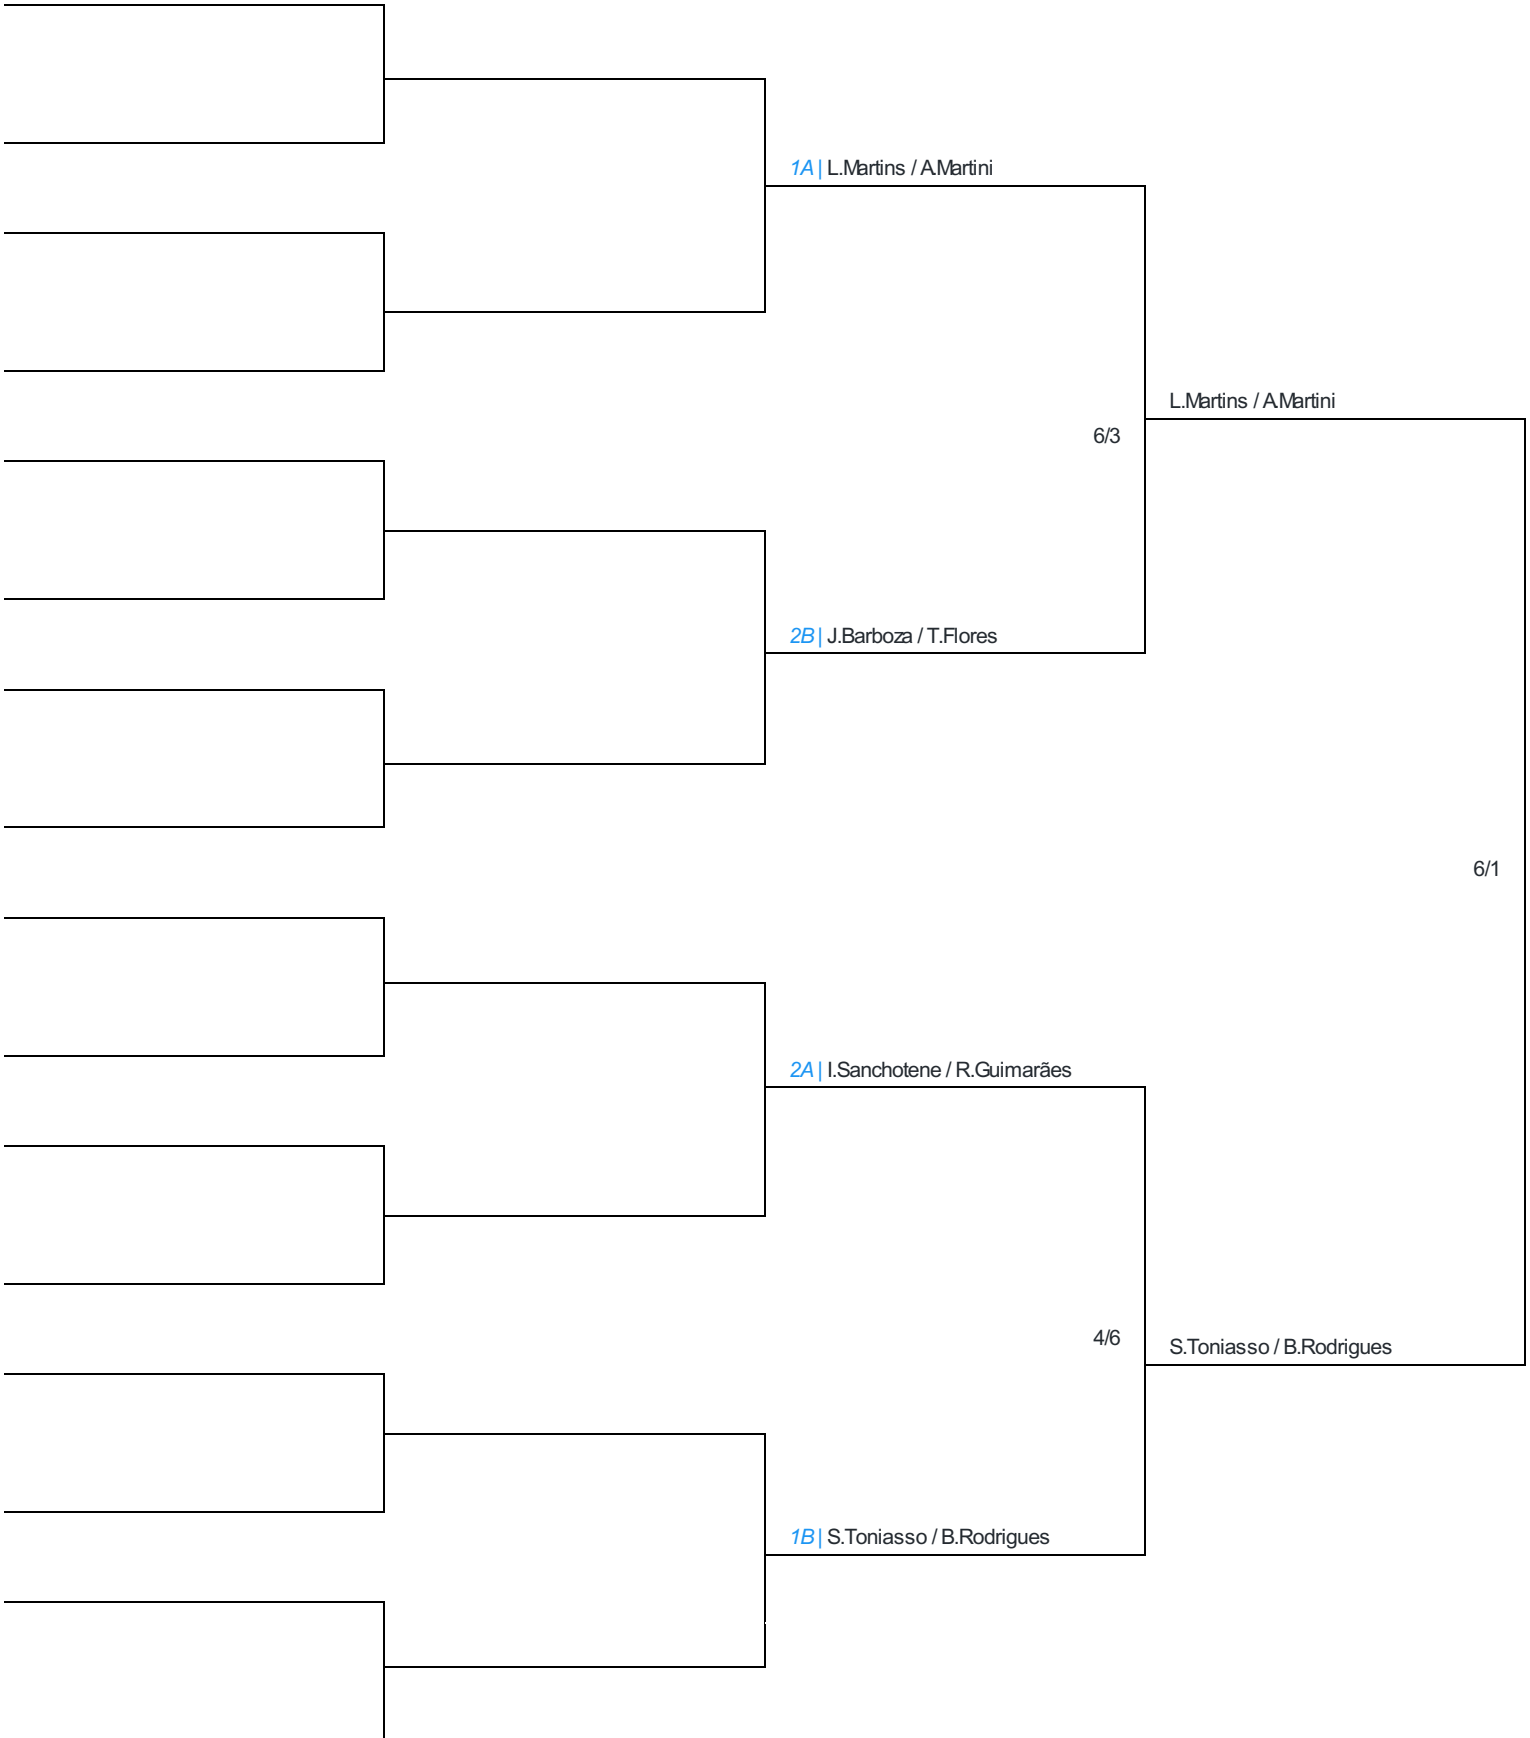 1A | L.Martins / A.Martini
L.Martins / A.Martini
6/3
2B | J.Barboza / T.Flores
6/1
2A | I.Sanchotene / R.Guimarães
4/6
S.Toniasso / B.Rodrigues
1B | S.Toniasso / B.Rodrigues